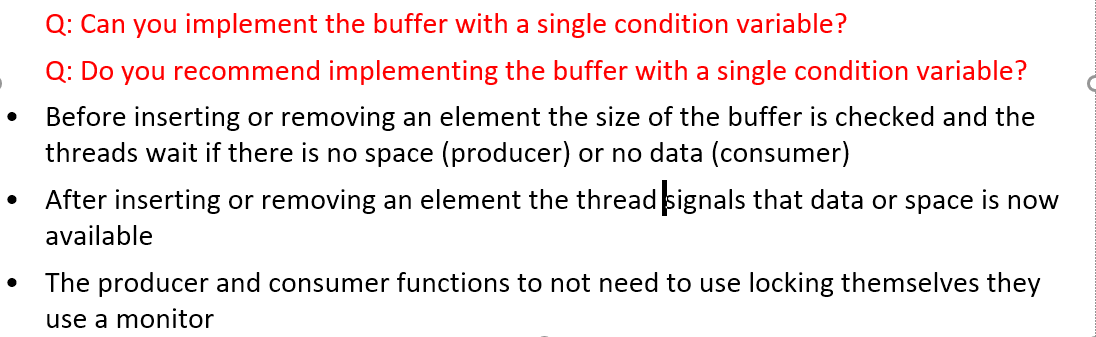 Q: Can you implement the buffer with a single condition variable?
Q: Do you recommend implementing the buffer with a single condition variable?
• Before inserting or removing an element the size of the buffer is checked and the
threads wait if there is no space (producer) or no data (consumer)
• After inserting or removing an element the thread signals that data or space is now
available
• The producer and consumer functions to not need to use locking themselves they
use a monitor